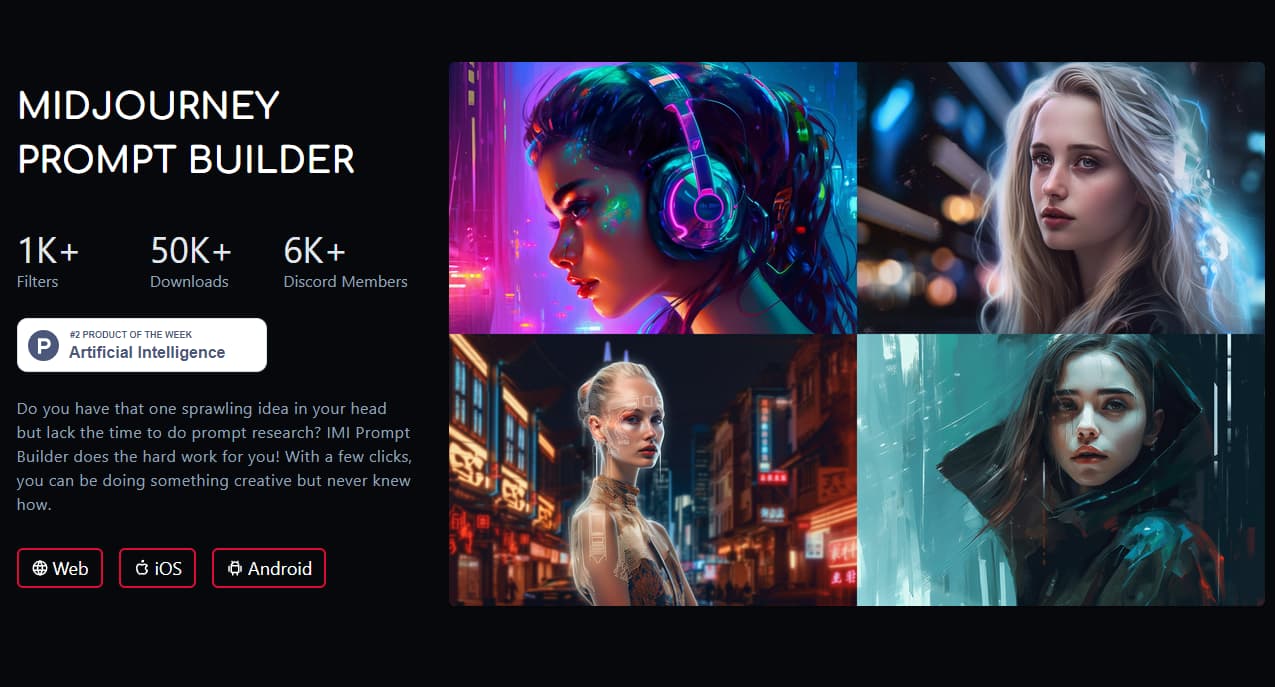 MIDJOURNEY
PROMPT BUILDER
1K+
Filters
50K+
Downloads
6K+
Discord Members
P
#2 PRODUCT OF THE WEEK
Artificial Intelligence
Do you have that one sprawling idea in your head
but lack the time to do prompt research? IMI Prompt
Builder does the hard work for you! With a few clicks,
you can be doing something creative but never knew
how.
Web
iOS
Android